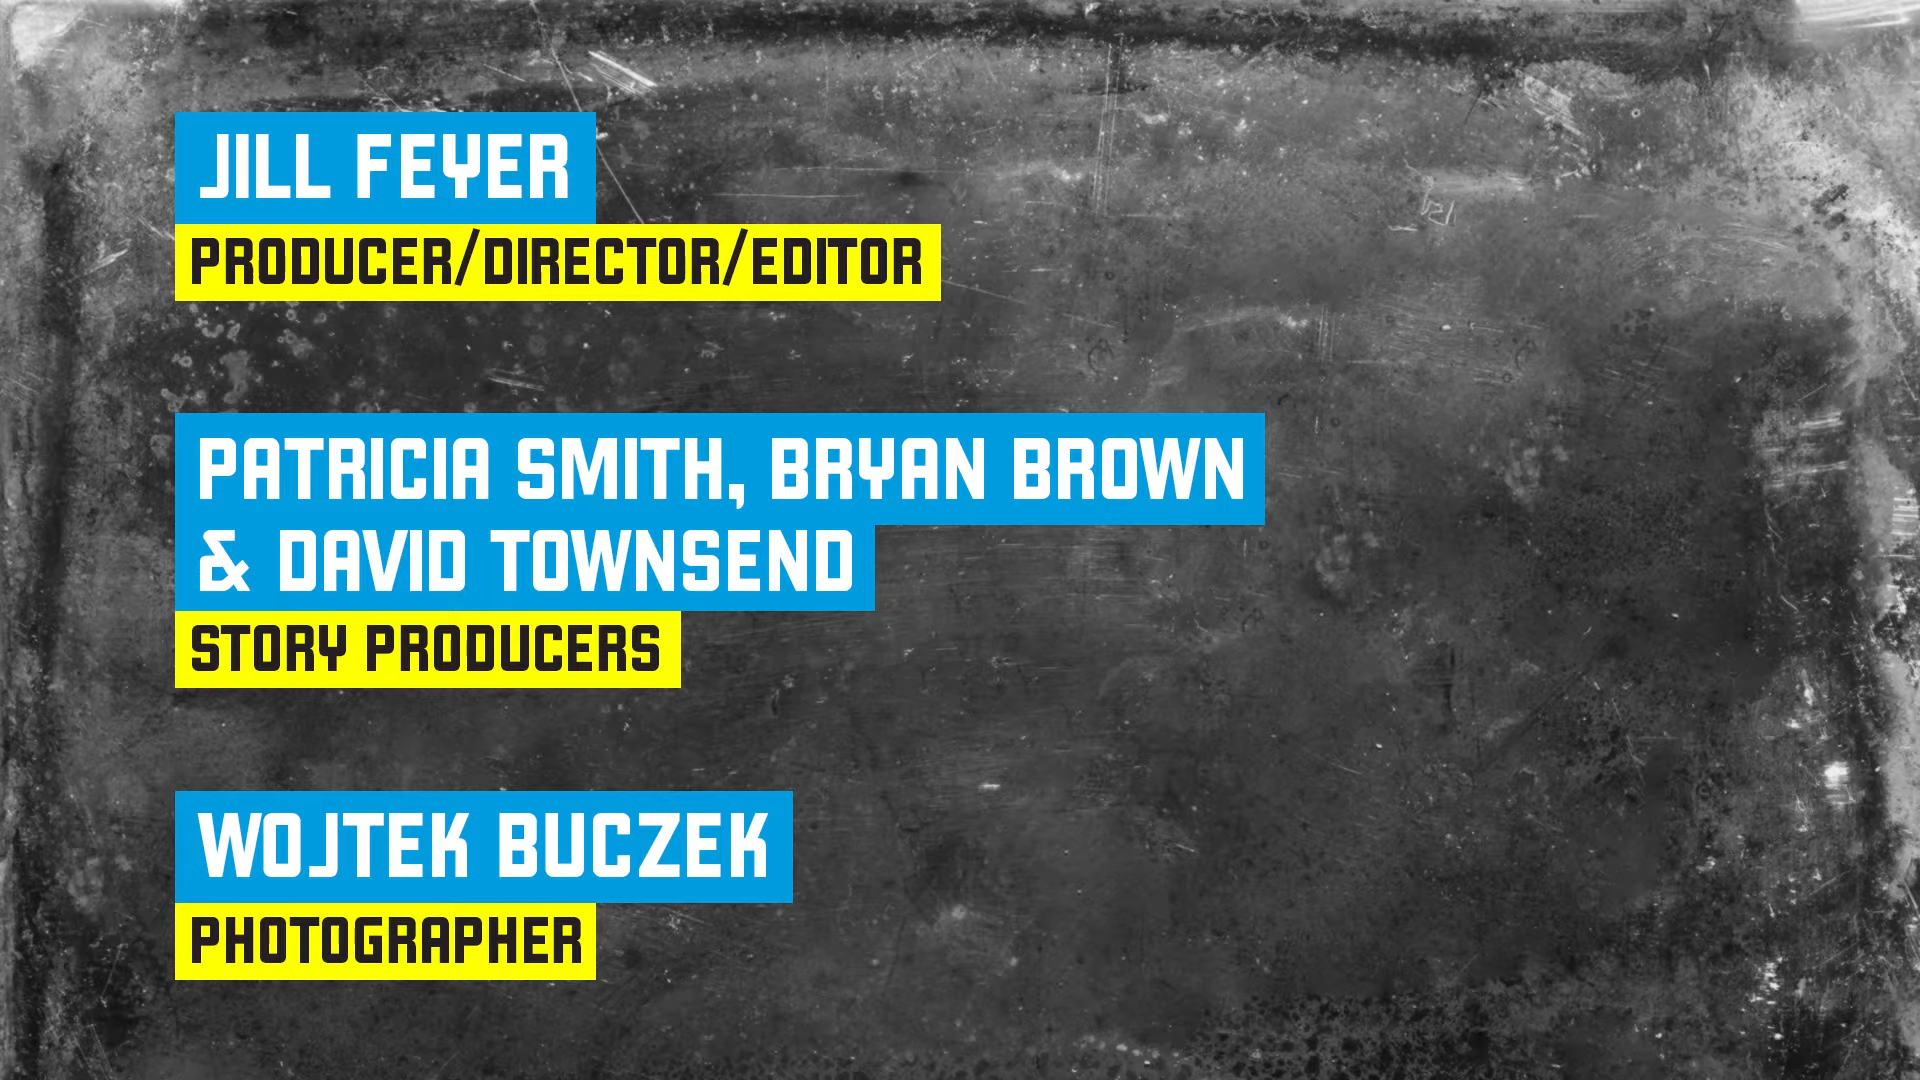 JILL FEYER
PRODUCER/DIRECTOR/EDITOR
PATRICIA SMITH, BRYAN BROWN
& DAVID TOWNSEND
STORY PRODUCERS
WOJTEK BUCZEK
PHOTOGRAPHER